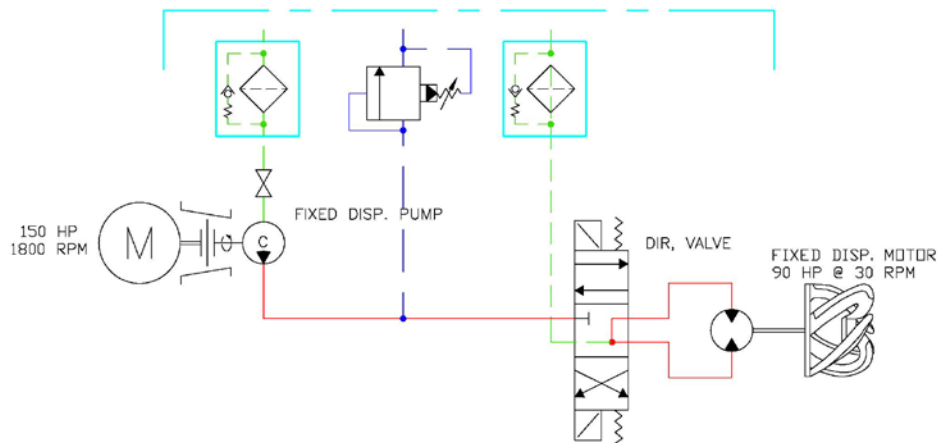 150 HP
1800 RPM
M
C
FIXED DISP. PUMP
DIR, VALVE
FIXED DISP. MOTOR
90 HP @ 30 RPM